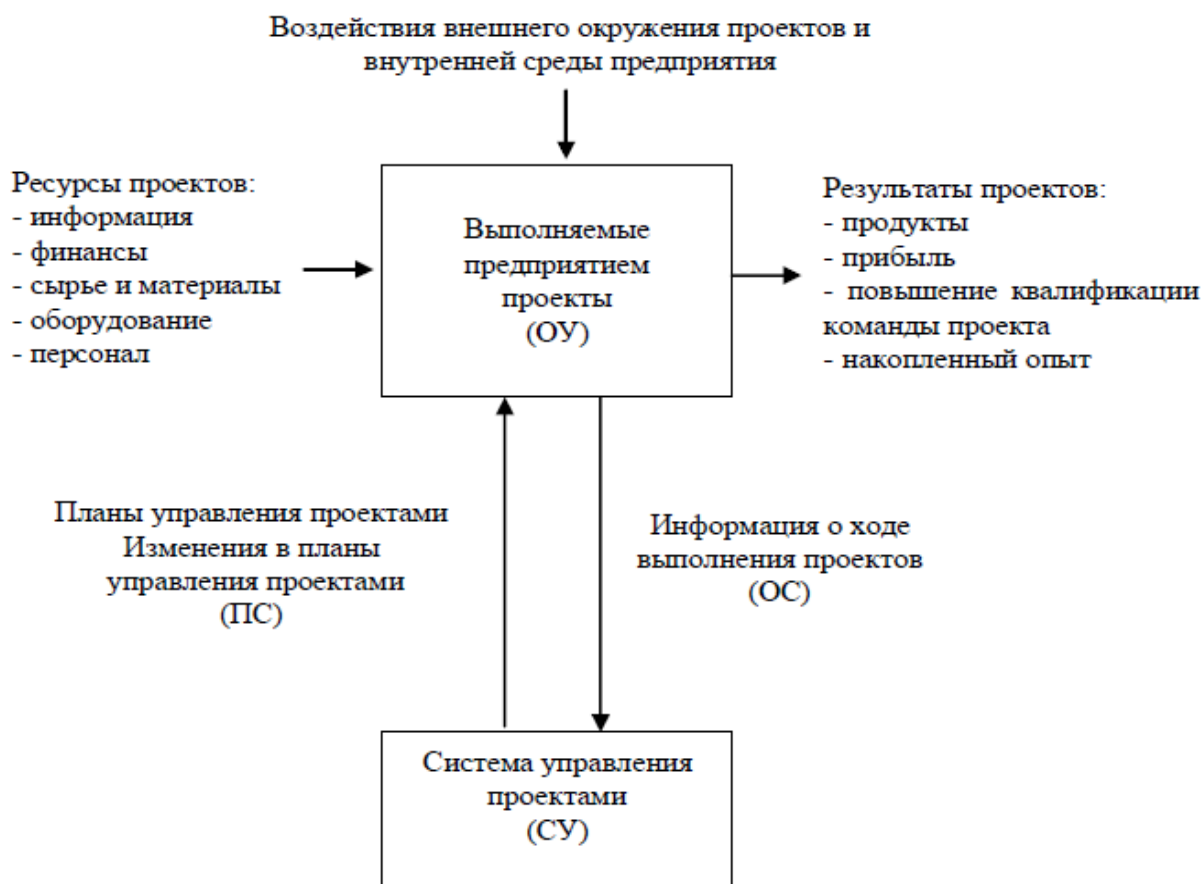 Воздействия внешнего окружения проектов и
внутренней среды предприятия
Ресурсы проектов:
- информация
- финансы
- сырье и материалы
- оборудование
- персонал
Выполняемые
предприятием
проекты
(ОУ)
Результаты проектов:
- продукты
- прибыль
- повышение квалификации
команды проекта
- накопленный опыт
Планы управления проектами
Изменения в планы
управления проектами
(ПС)
Информация о ходе
выполнения проектов
(ОС)
Система управления
проектами
(СУ)